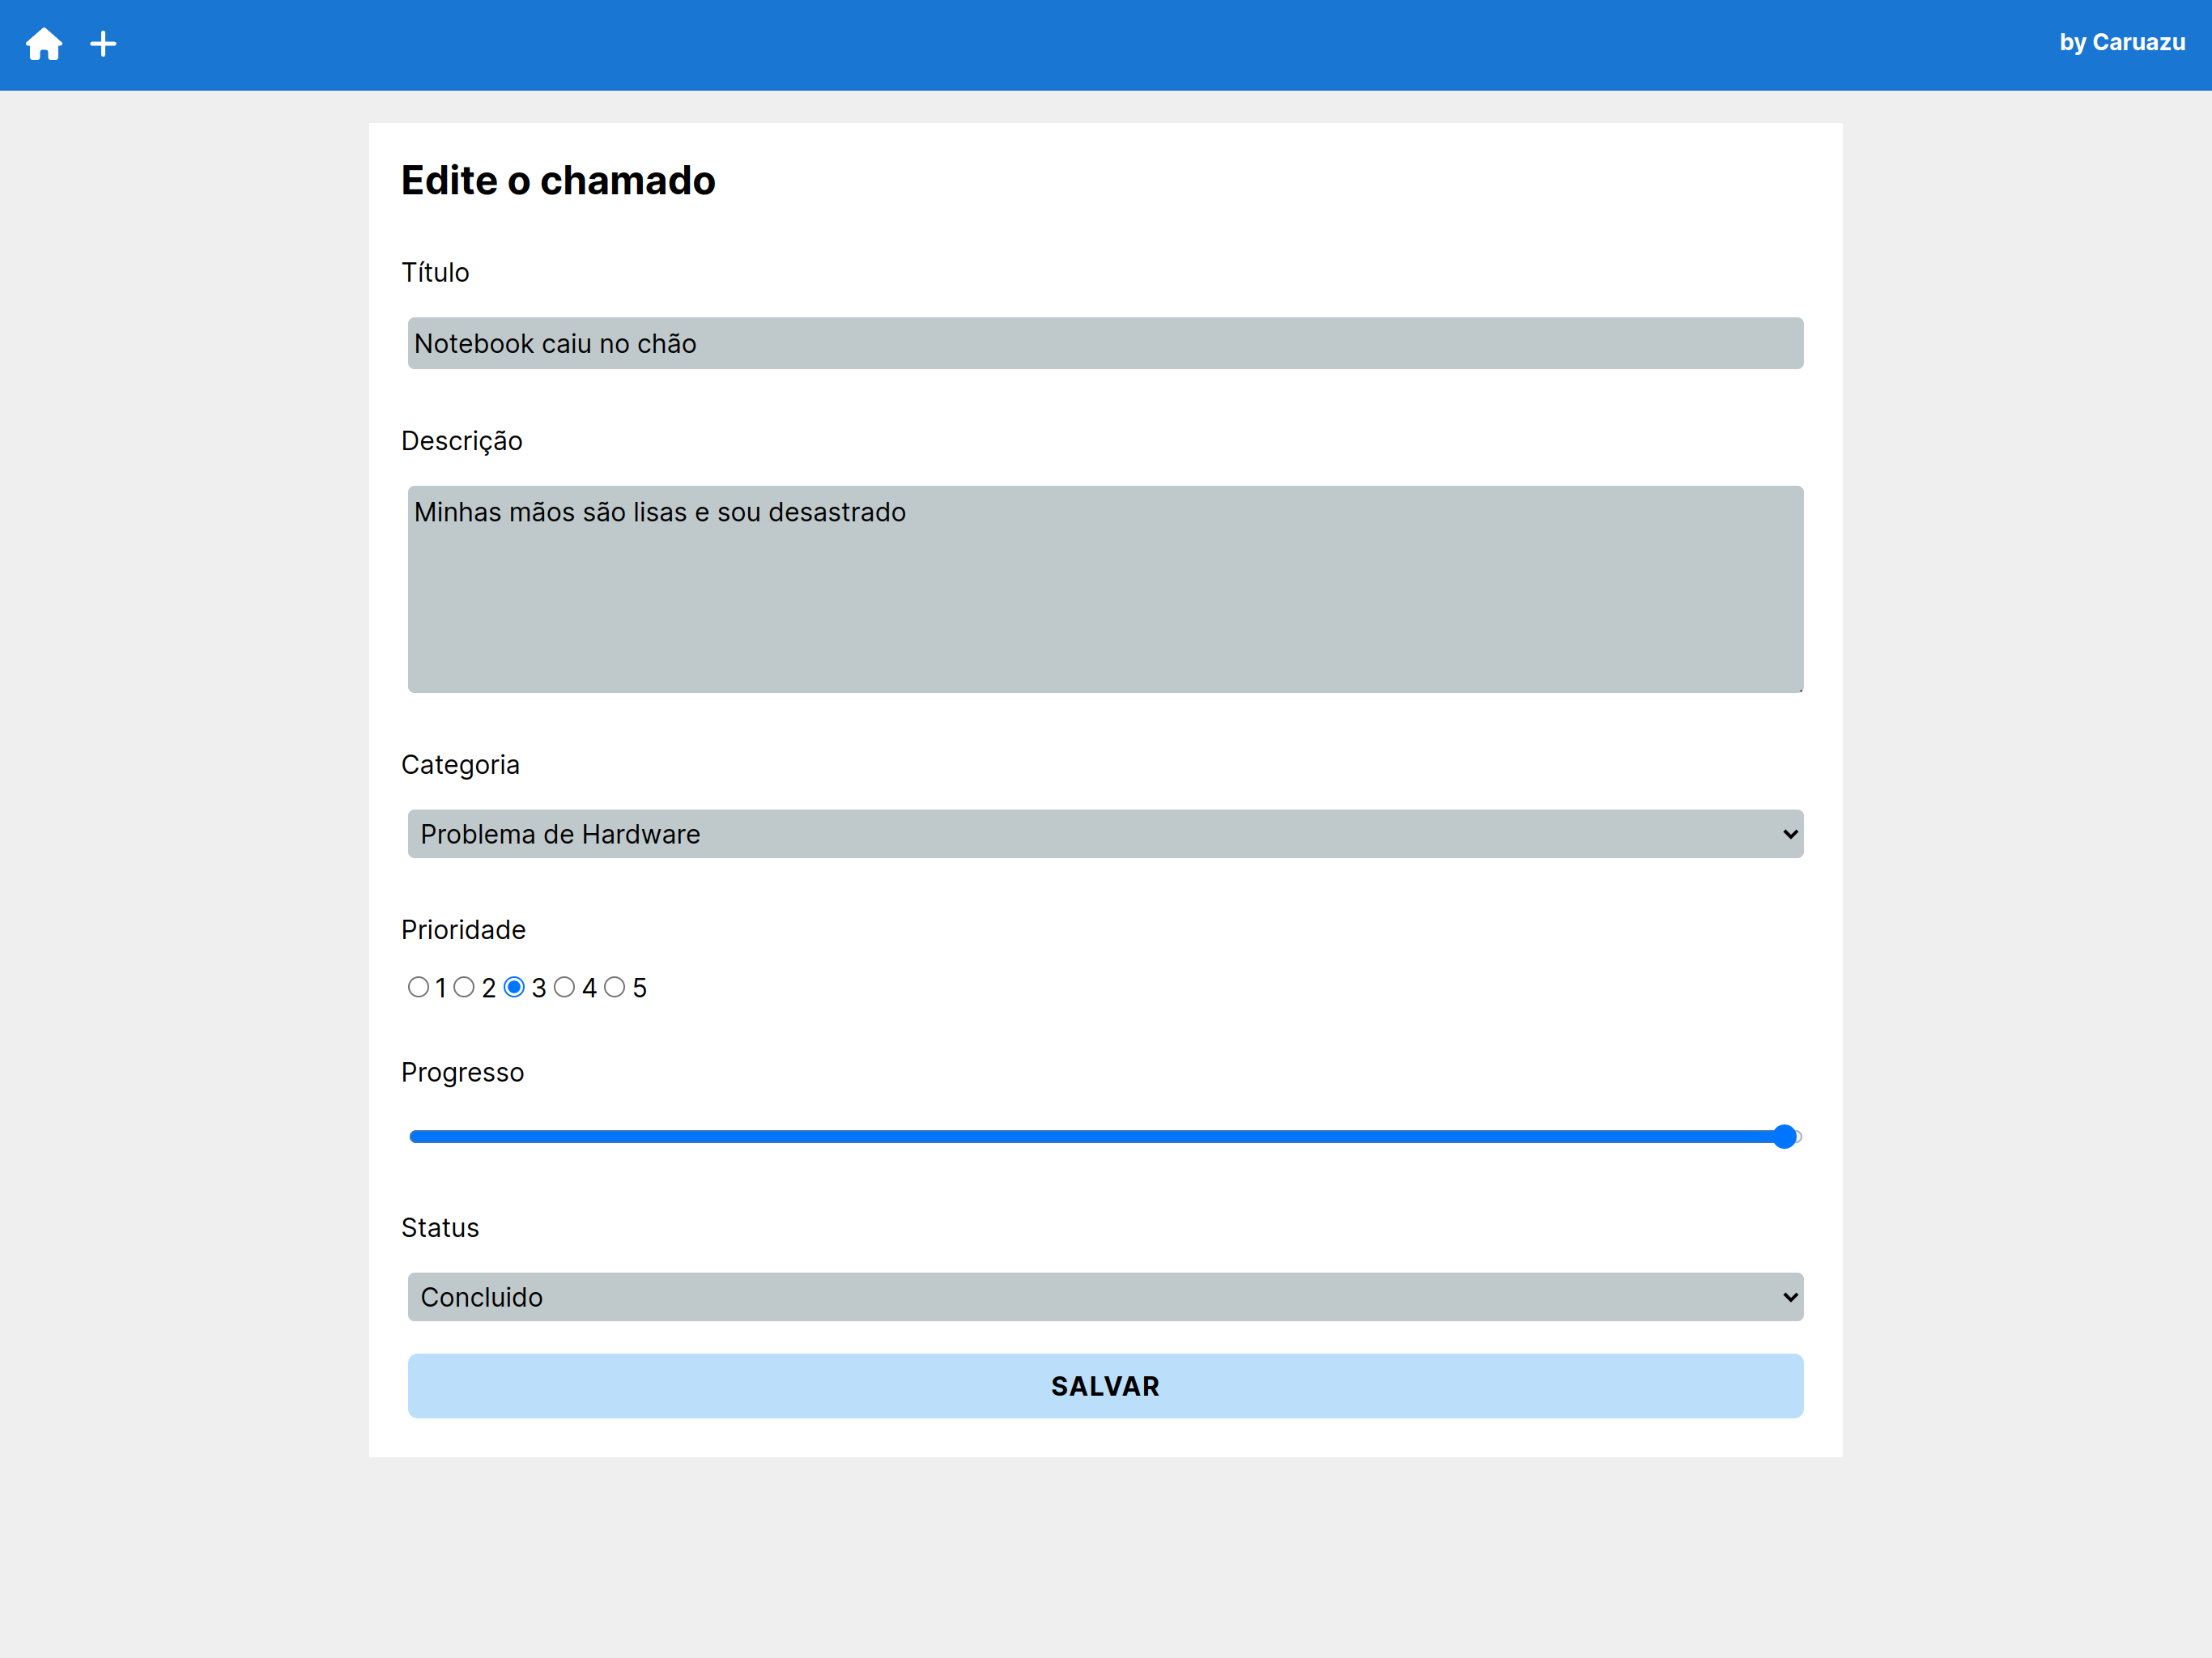 by Caruazu
Edite o chamado
Título
Notebook caiu no chão
Descrição
Minhas mãos são lisas e sou desastrado
Categoria
Problema de Hardware
Prioridade
1 2 3 4 5
Progresso
Status
Concluido
SALVAR